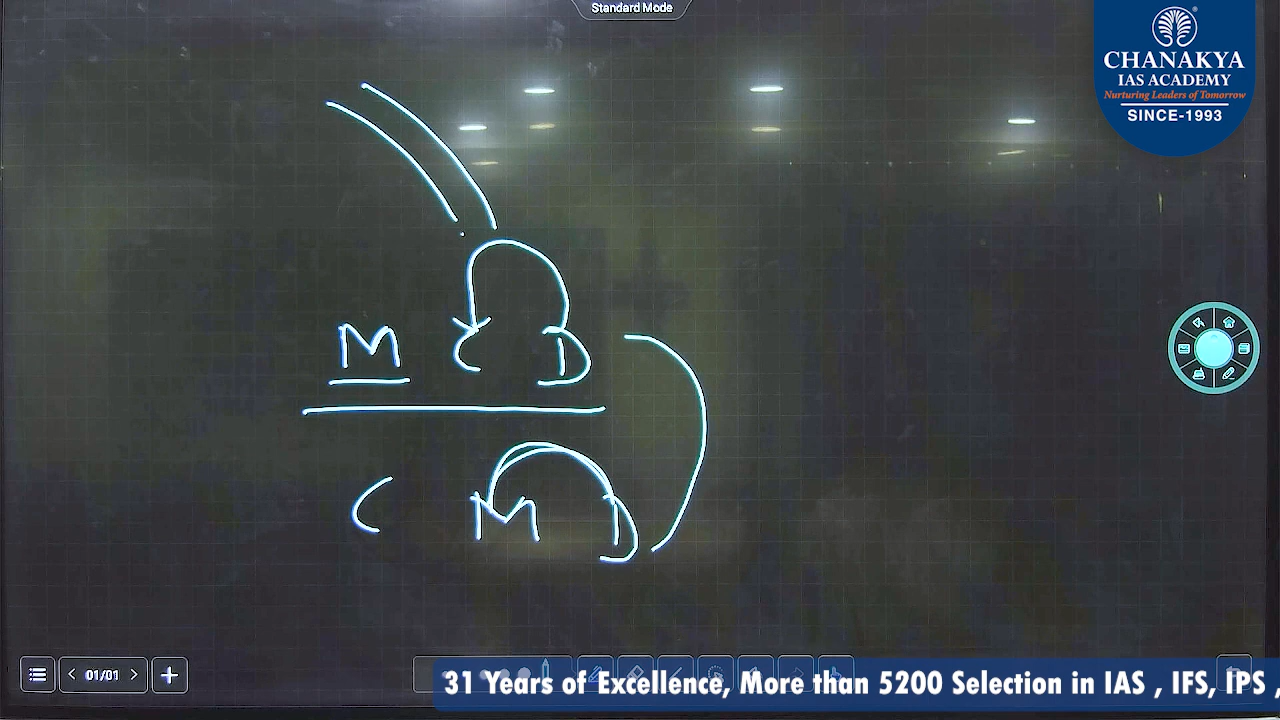 Standard Mode
CHANAKYA
IAS ACADEMY
Nurturing Leaders of Tomorrow
SINCE-1993
M C D
C M D
01/01
31 Years of Excellence, More than 5200 Selection in IAS , IFS, IPS ,